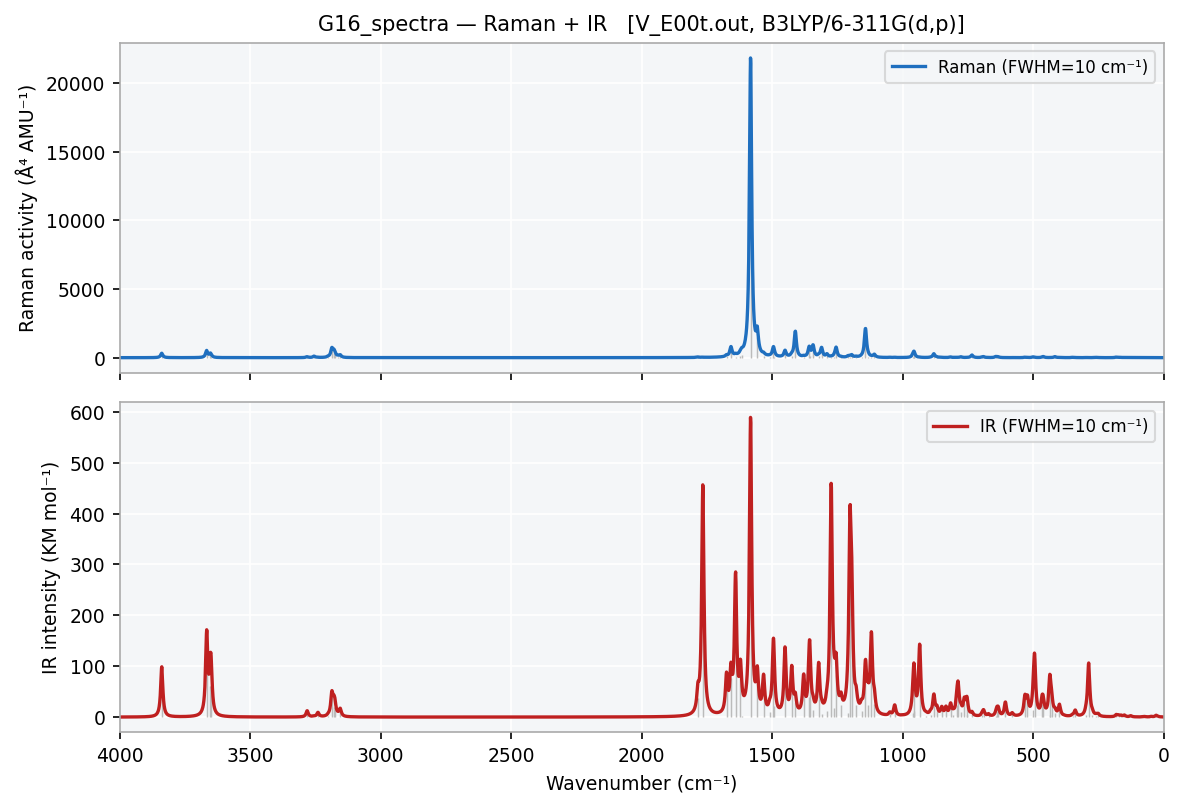 G16_spectra — Raman + IR   [V_E00t.out, B3LYP/6-311G(d,p)]
Raman activity (Å⁴ AMU⁻¹)
20000
15000
10000
5000
0
Raman (FWHM=10 cm⁻¹)
IR intensity (KM mol⁻¹)
600
500
400
300
200
100
0
IR (FWHM=10 cm⁻¹)
4000 3500 3000 2500 2000 1500 1000 500 0
Wavenumber (cm⁻¹)